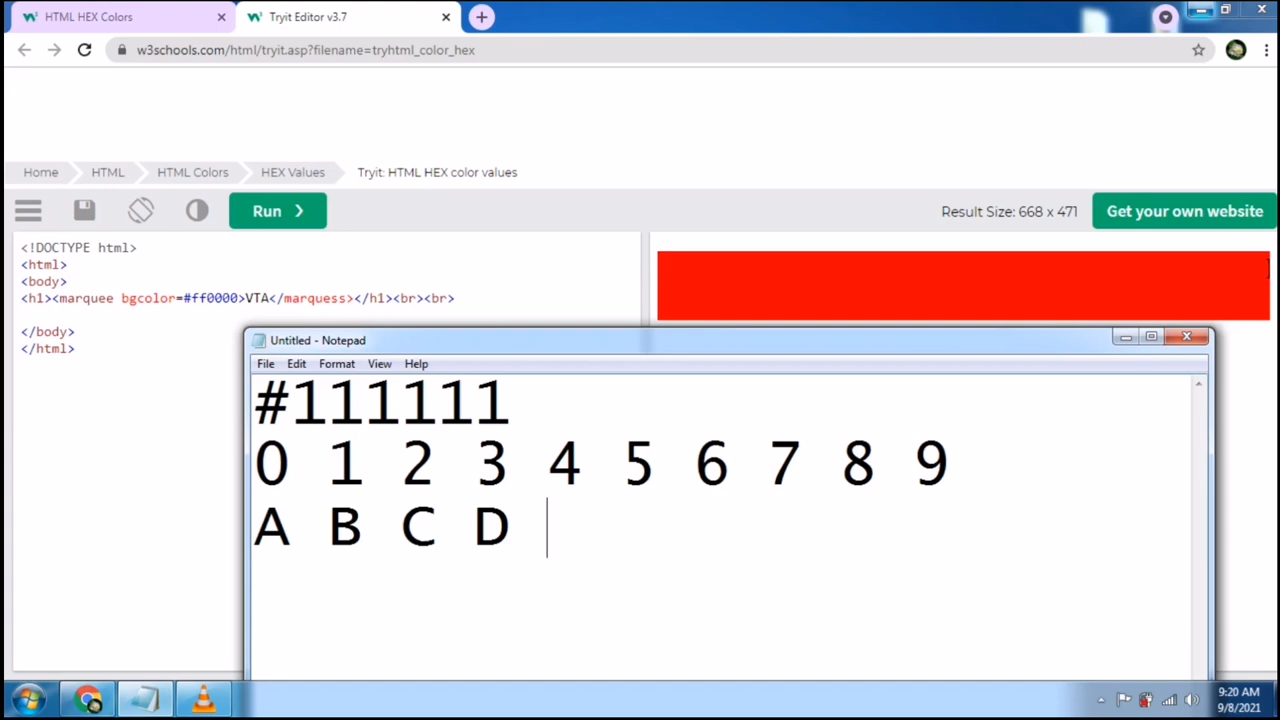 HTML HEX Colors
Tryit Editor v3.7
w3schools.com/html/tryit.asp?filename=tryhtml_color_hex
Home HTML HTML Colors HEX Values Tryit: HTML HEX color values
Run ❯
Result Size: 668 x 471
Get your own website
<!DOCTYPE html>
<html>
<body>
<h1><marquee bgcolor=#ff0000>VTA</marquess></h1><br><br>
</body>
</html>
Untitled - Notepad
File Edit Format View Help
#111111
0 1 2 3 4 5 6 7 8 9
A B C D
9:20 AM
9/8/2021